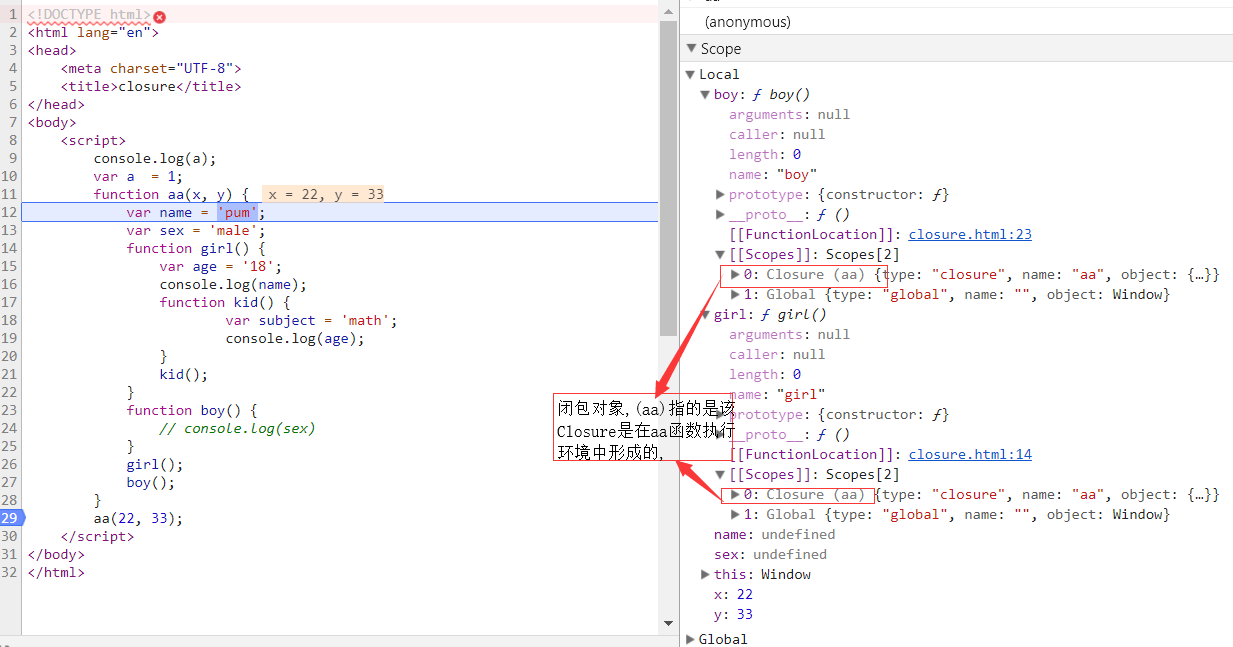 1 <!DOCTYPE html>
2 <html lang="en">
3 <head>
4 <meta charset="UTF-8">
5 <title>closure</title>
6 </head>
7 <body>
8 <script>
9 console.log(a);
10 var a  = 1;
11 function aa(x, y) { x = 22, y = 33
12 var name = 'pum';
13 var sex = 'male';
14 function girl() {
15 var age = '18';
16 console.log(name);
17 function kid() {
18 var subject = 'math';
19 console.log(age);
20 }
21 kid();
22 }
23 function boy() {
24 // console.log(sex)
25 }
26 girl();
27 boy();
28 }
29 aa(22, 33);
30 </script>
31 </body>
32 </html>
(anonymous)
Scope
Local
boy: ƒ boy()
arguments: null
caller: null
length: 0
name: "boy"
prototype: {constructor: ƒ}
__proto__: ƒ ()
[[FunctionLocation]]: closure.html:23
[[Scopes]]: Scopes[2]
0: Closure (aa) {type: "closure", name: "aa", object: {…}}
1: Global {type: "global", name: "", object: Window}
girl: ƒ girl()
arguments: null
caller: null
length: 0
name: "girl"
prototype: {constructor: ƒ}
__proto__: ƒ ()
[[FunctionLocation]]: closure.html:14
[[Scopes]]: Scopes[2]
0: Closure (aa) {type: "closure", name: "aa", object: {…}}
1: Global {type: "global", name: "", object: Window}
name: undefined
sex: undefined
this: Window
x: 22
y: 33
Global
闭包对象,(aa)指的是该
Closure是在aa函数执行
环境中形成的,